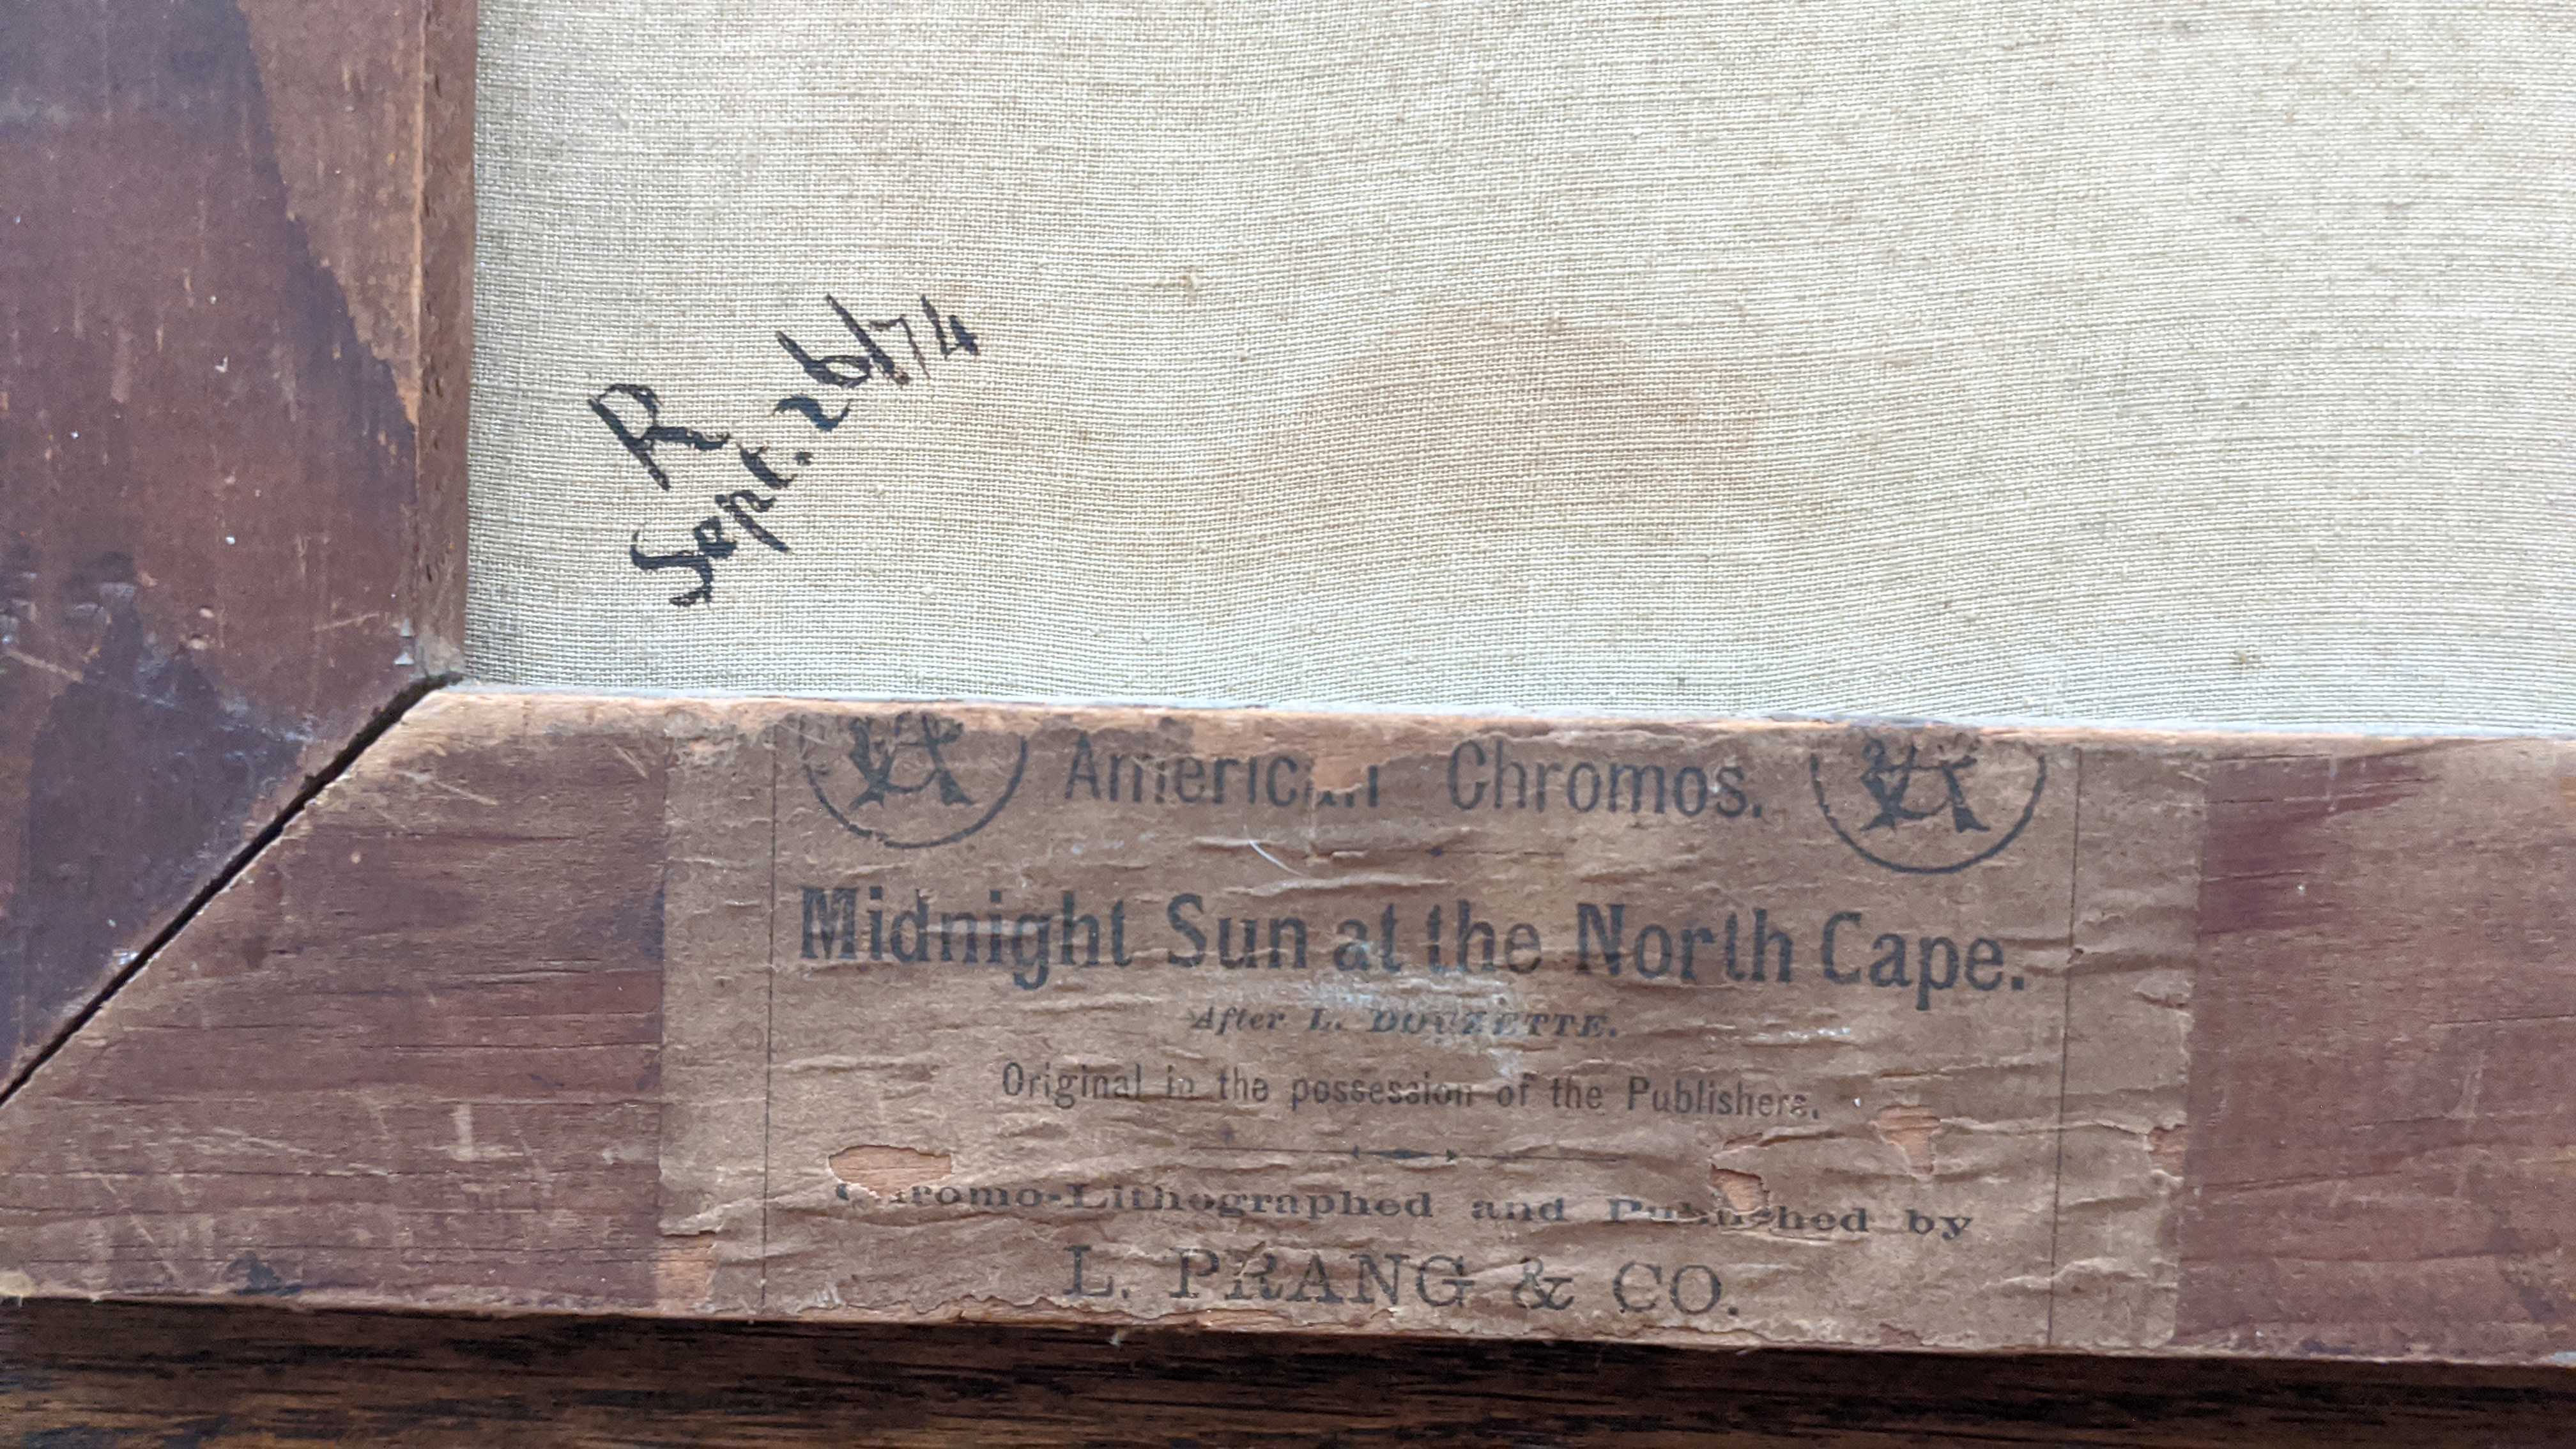 R
Sept. 26/74
American Chromos.
Midnight Sun at the North Cape.
After L. DOUZETTE.
Original in the possession of the Publishers.
Chromo-Lithographed and Published by
L. PRANG & CO.